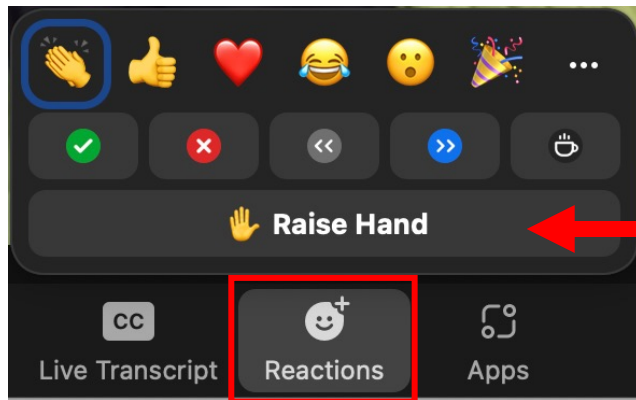 Raise Hand
CC
Live Transcript
Reactions
Apps